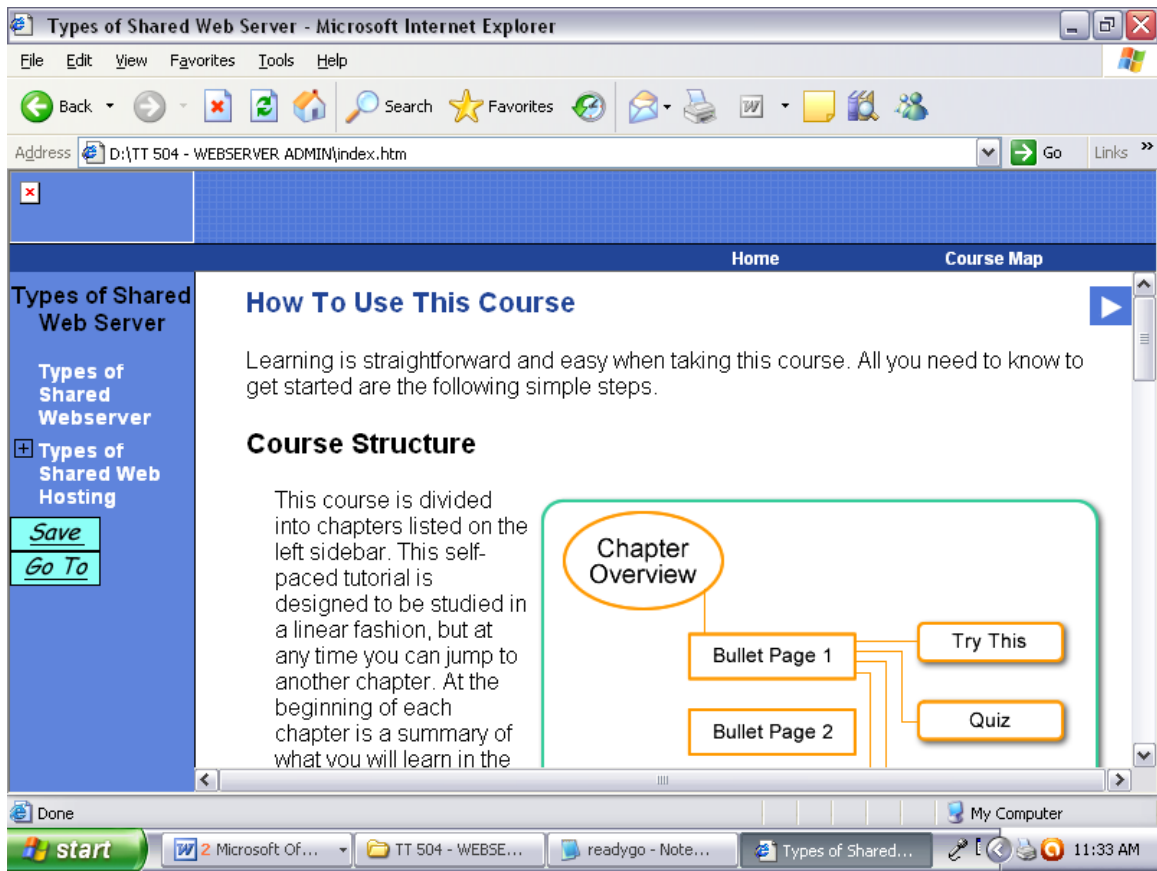 Types of Shared Web Server - Microsoft Internet Explorer
File Edit View Favorites Tools Help
Back Search Favorites
Address D:\TT 504 - WEBSERVER ADMIN\index.htm Go Links »
Home Course Map
Types of Shared
Web Server
Types of
Shared
Webserver
Types of
Shared Web
Hosting
Save
Go To
How To Use This Course
Learning is straightforward and easy when taking this course. All you need to know to
get started are the following simple steps.
Course Structure
This course is divided
into chapters listed on the
left sidebar. This self-
paced tutorial is
designed to be studied in
a linear fashion, but at
any time you can jump to
another chapter. At the
beginning of each
chapter is a summary of
what you will learn in the
Chapter
Overview
Bullet Page 1
Try This
Bullet Page 2
Quiz
Done My Computer
start 2 Microsoft Of... TT 504 - WEBSE... readygo - Note... Types of Shared... 11:33 AM